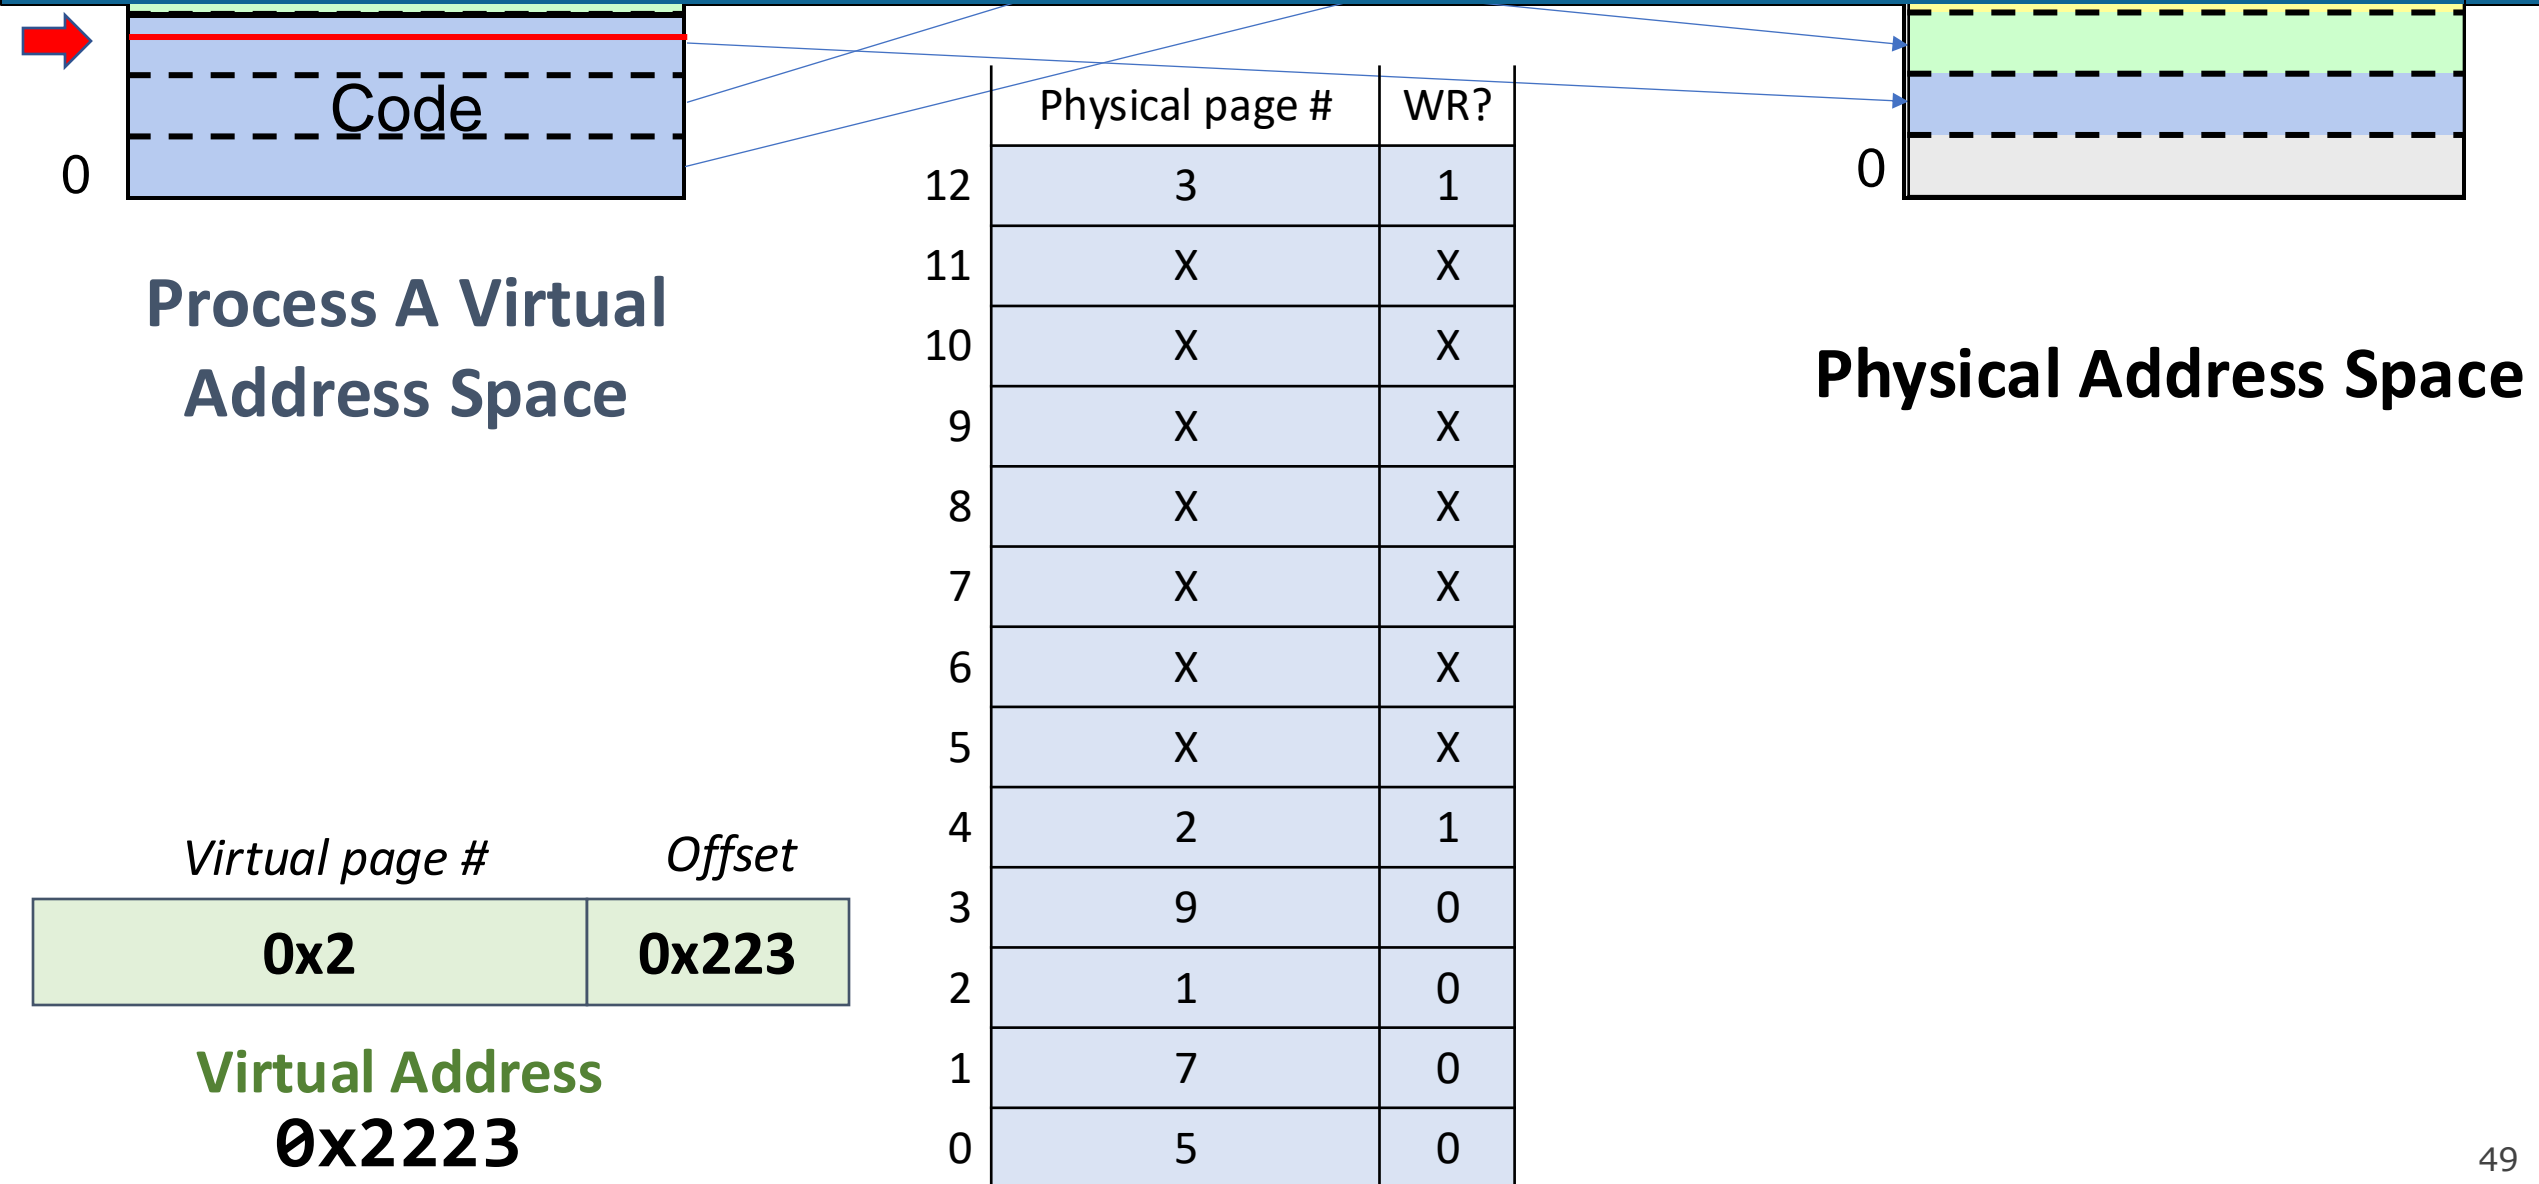 Code
0
Process A Virtual
Address Space
Virtual page # Offset
0x2 0x223
Virtual Address
0x2223
Physical page # WR?
12 3 1
11 X X
10 X X
9 X X
8 X X
7 X X
6 X X
5 X X
4 2 1
3 9 0
2 1 0
1 7 0
0 5 0
0
Physical Address Space
49